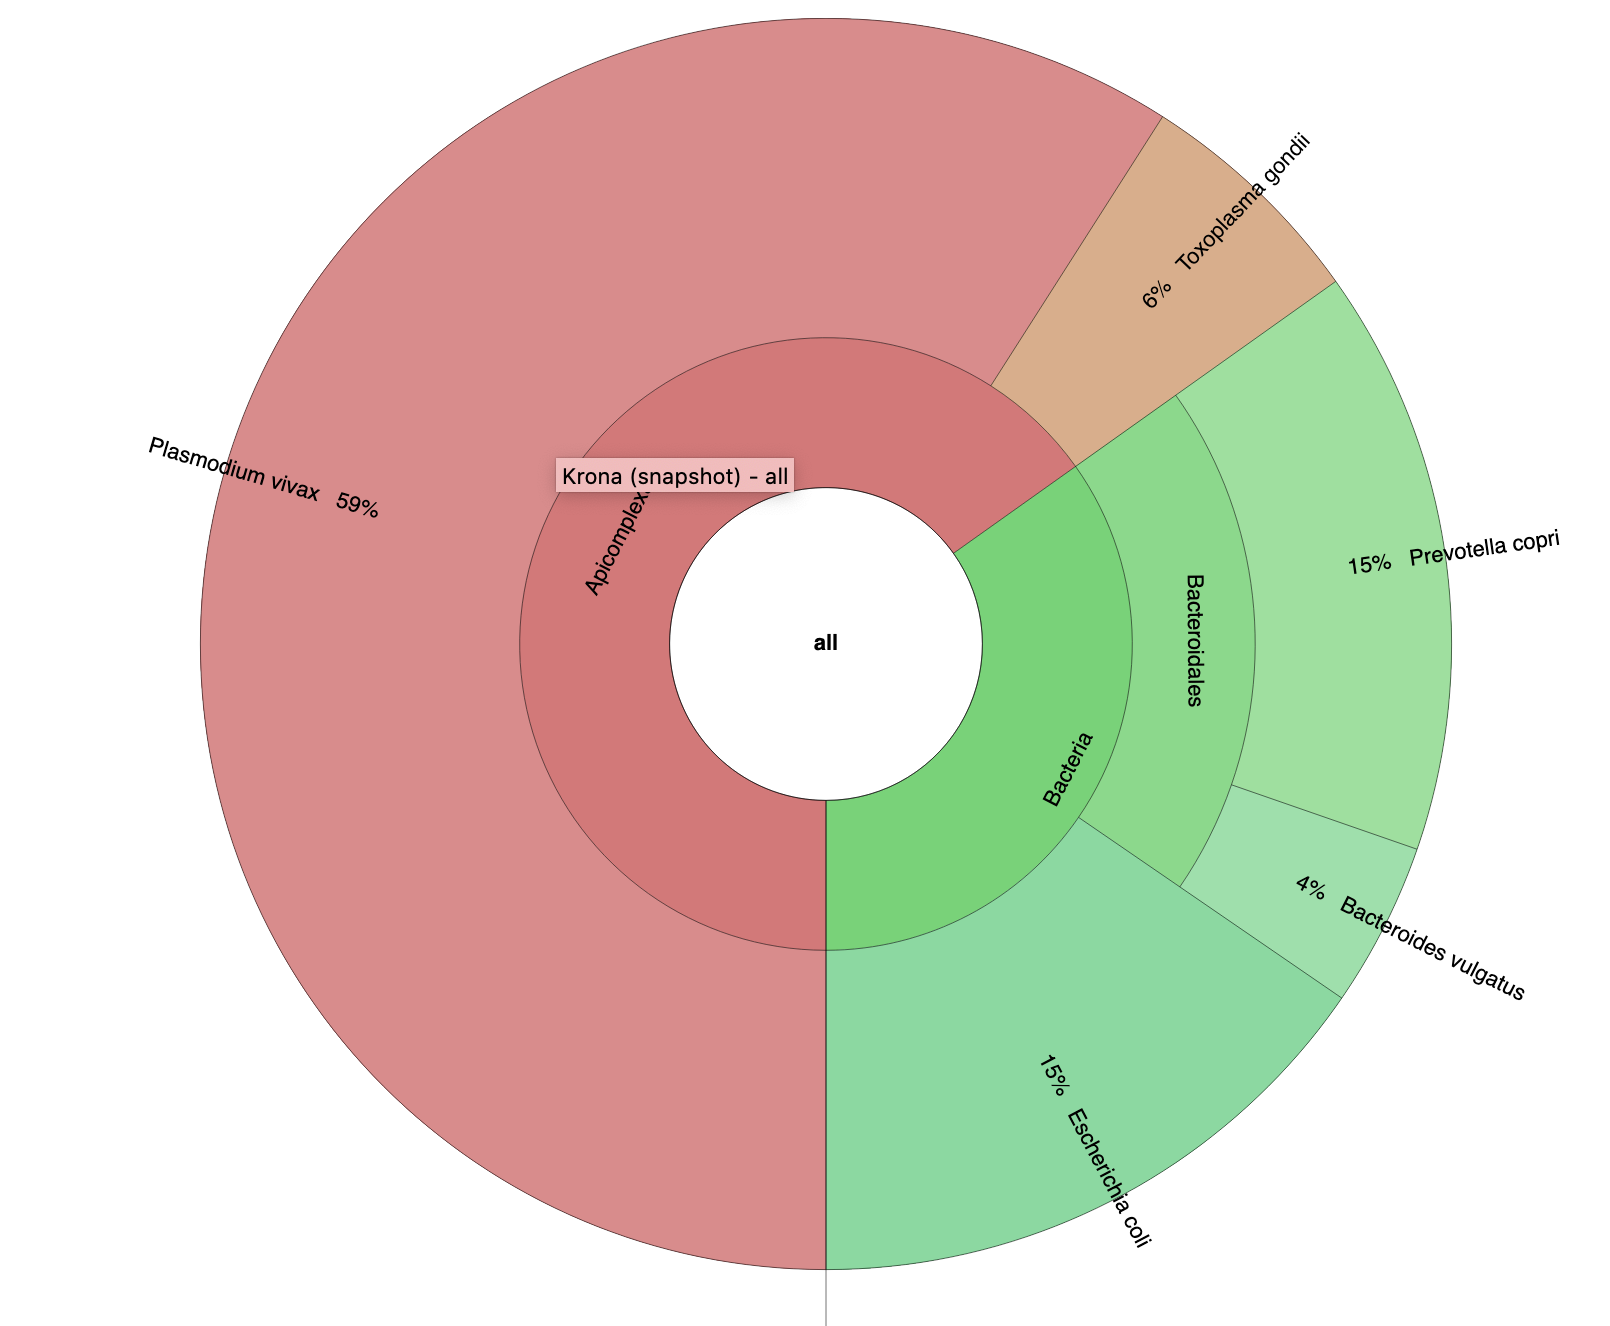 Toxoplasma gondii
6%
Plasmodium vivax 59%
Krona (snapshot) - all
Apicomplex
15% Prevotella copri
Bacteroidales
all
Bacteria
4% Bacteroides vulgatus
15% Escherichia coli